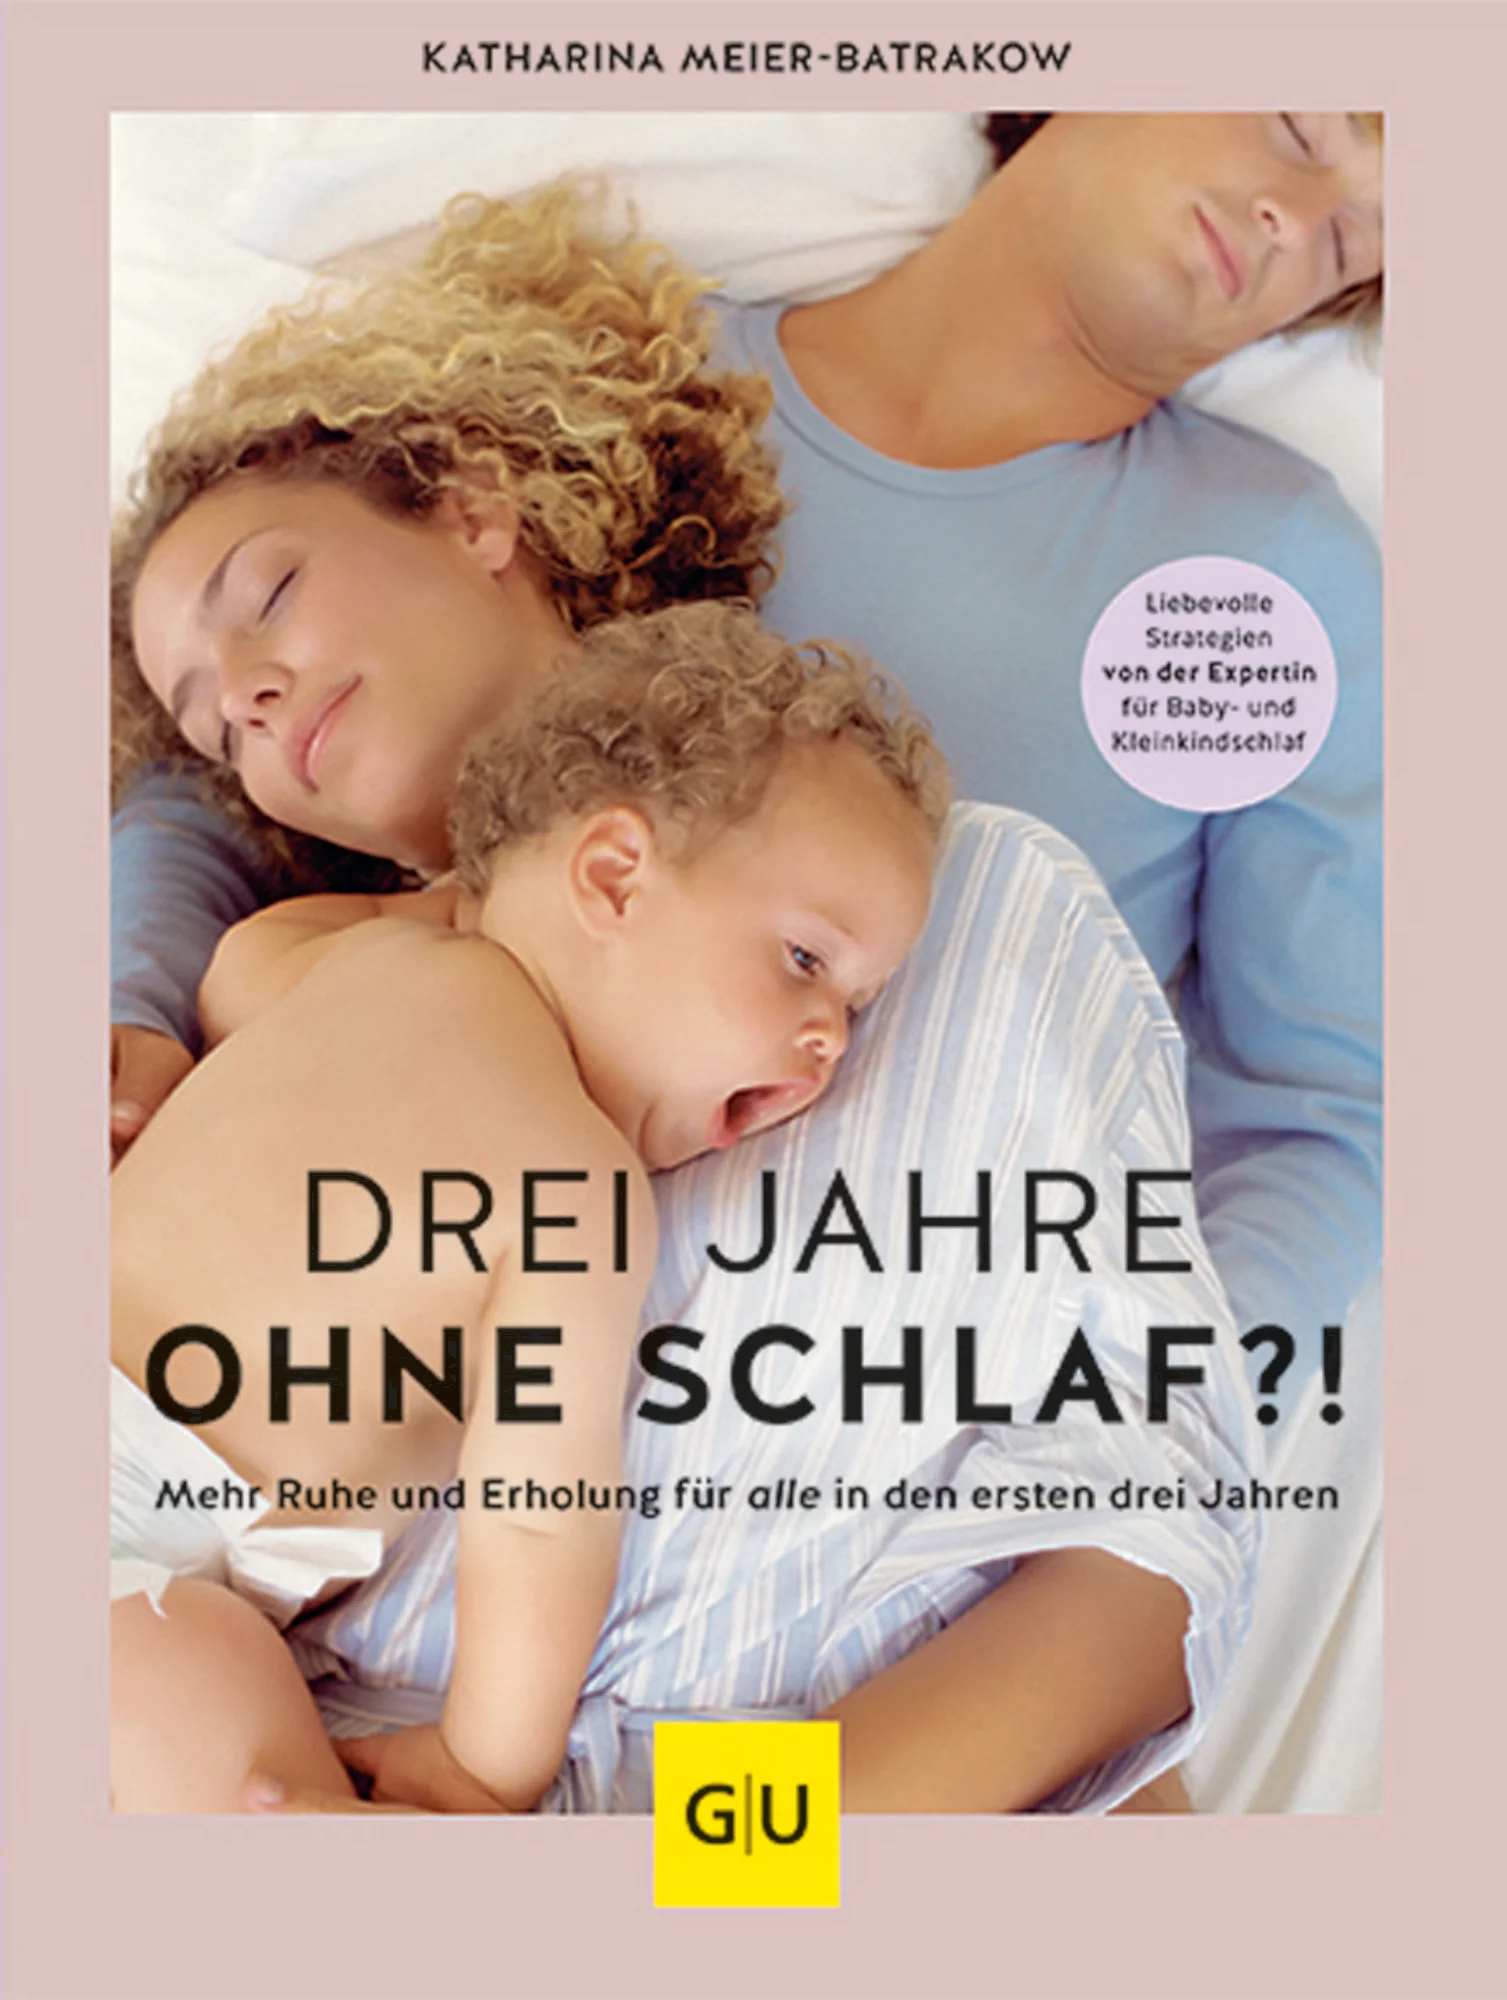 KATHARINA MEIER-BATRAKOW
Liebevolle
Strategien
von der Expertin
für Baby- und
Kleinkindschlaf
DREI JAHRE
OHNE SCHLAF?!
Mehr Ruhe und Erholung für alle in den ersten drei Jahren
G|U